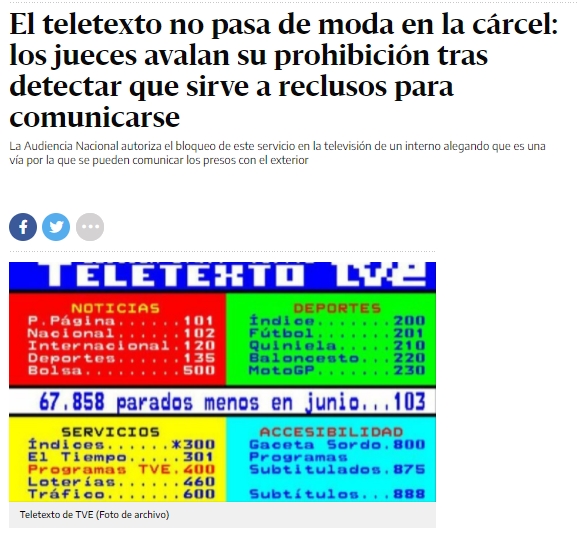 El teletexto no pasa de moda en la cárcel:
los jueces avalan su prohibición tras
detectar que sirve a reclusos para
comunicarse
La Audiencia Nacional autoriza el bloqueo de este servicio en la televisión de un interno alegando que es una
vía por la que se pueden comunicar los presos con el exterior
TELETEXTO tve
NOTICIAS
P.Página......101
Nacional......102
Internacional.120
Deportes......135
Bolsa.........500
DEPORTES
Índice.......200
Fútbol.......201
Quiniela.....210
Baloncesto...220
MotoGP.......230
67.858 parados menos en junio...103
SERVICIOS
Índices......*300
El Tiempo.....301
Programas TVE.400
Loterías......460
Tráfico.......600
ACCESIBILIDAD
Gaceta Sordo.800
Programas
Subtitulados.875
Subtítulos...888
Teletexto de TVE (Foto de archivo)